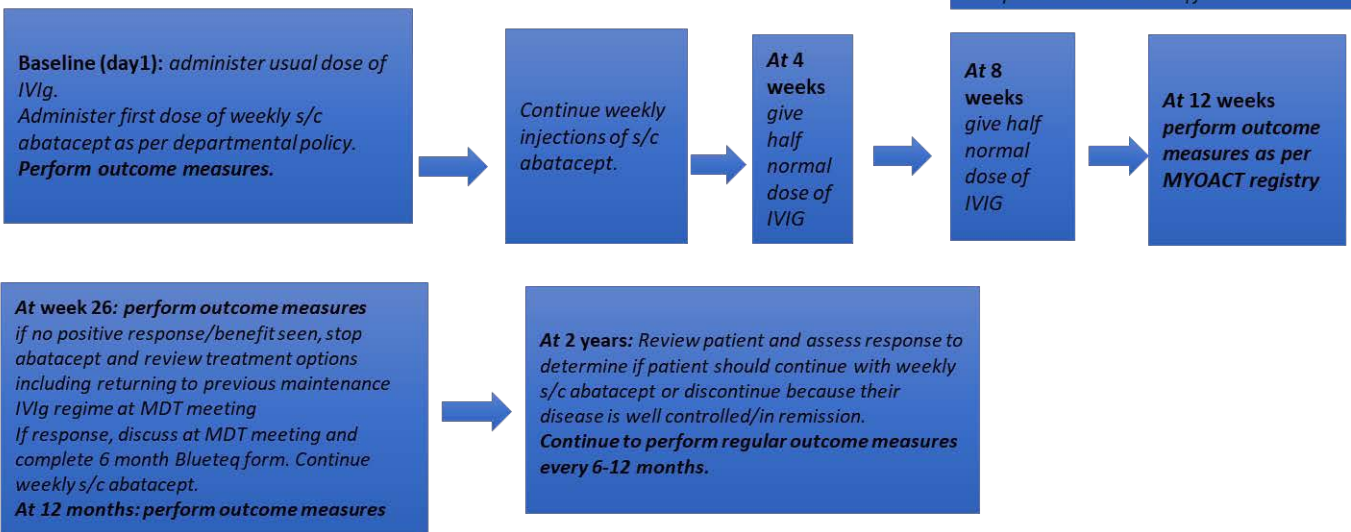 Baseline (day1): administer usual dose of
IVIg.
Administer first dose of weekly s/c
abatacept as per departmental policy.
Perform outcome measures.
Continue weekly
injections of s/c
abatacept.
At 4
weeks
give
half
normal
dose of
IVIG
At 8
weeks
give half
normal
dose of
IVIG
At 12 weeks
perform outcome
measures as per
MYOACT registry
At week 26: perform outcome measures
if no positive response/benefit seen, stop
abatacept and review treatment options
including returning to previous maintenance
IVIg regime at MDT meeting
If response, discuss at MDT meeting and
complete 6 month Blueteq form. Continue
weekly s/c abatacept.
At 12 months: perform outcome measures
At 2 years: Review patient and assess response to
determine if patient should continue with weekly
s/c abatacept or discontinue because their
disease is well controlled/in remission.
Continue to perform regular outcome measures
every 6-12 months.